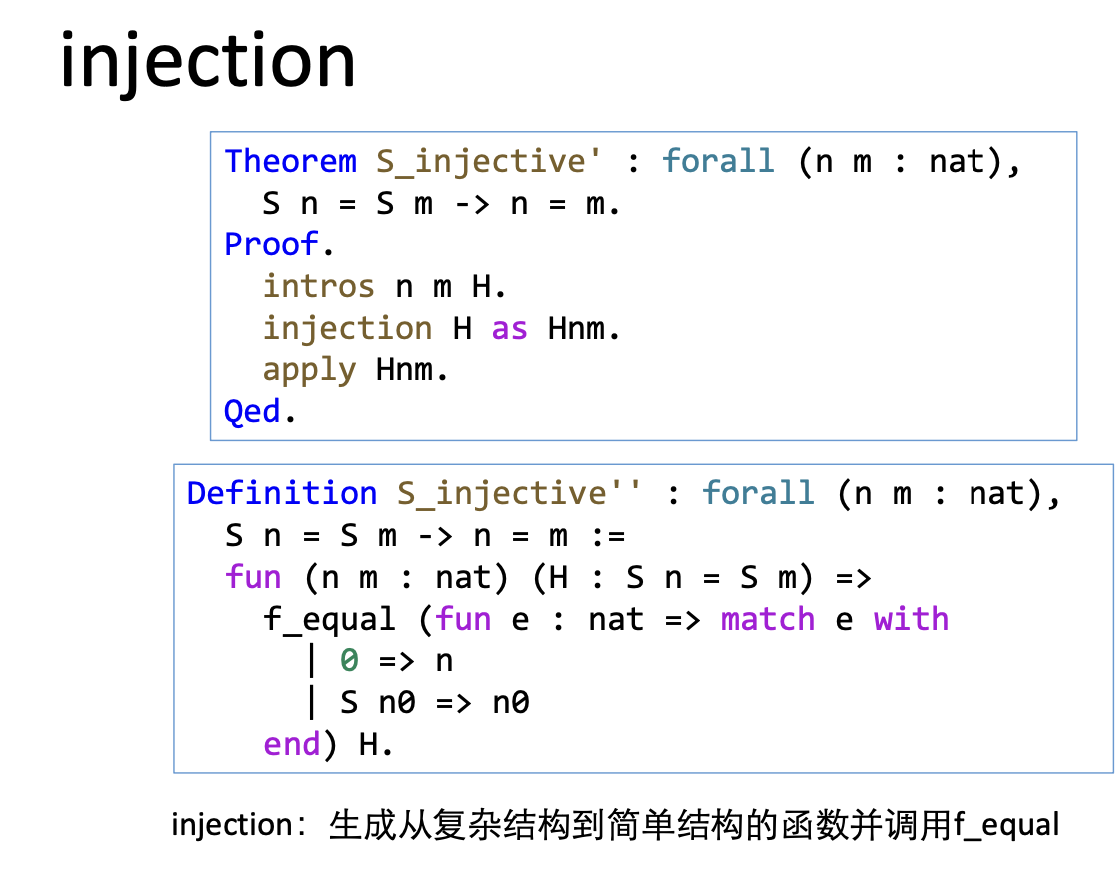 injection
Theorem S_injective' : forall (n m : nat),
S n = S m -> n = m.
Proof.
intros n m H.
injection H as Hnm.
apply Hnm.
Qed.
Definition S_injective'' : forall (n m : nat),
S n = S m -> n = m :=
fun (n m : nat) (H : S n = S m) =>
f_equal (fun e : nat => match e with
| 0 => n
| S n0 => n0
end) H.
injection：生成从复杂结构到简单结构的函数并调用f_equal